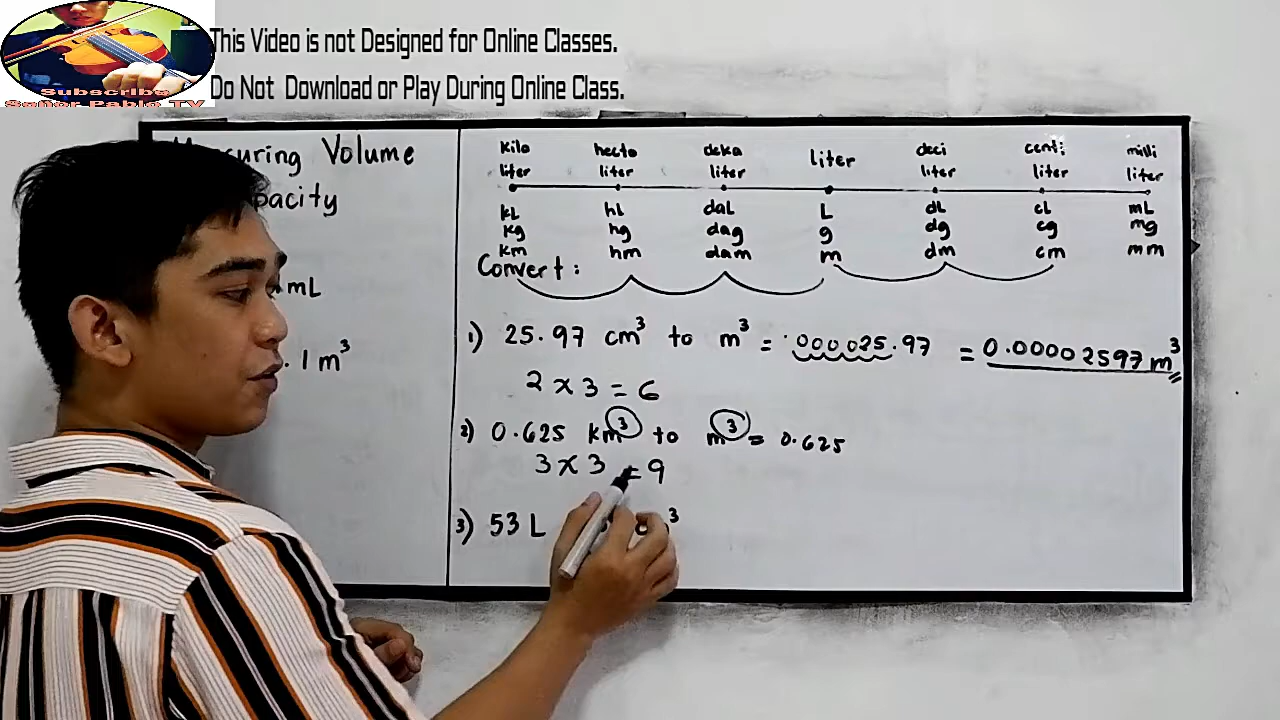 This Video is not Designed for Online Classes.
Do Not Download or Play During Online Class.
Subscribe
Señor Pablo TV
Volume
mL
.1 m³
kilo liter hecto liter deka liter liter deci liter centi liter milli liter
kL hL daL L dL cL mL
kg hg dag g dg cg mg
km hm dam m dm cm mm
Convert:
1) 25.97 cm³ to m³ = .000025.97 = 0.00002597 m³
2 x 3 = 6
2) 0.625 km³ to m³ = 0.625
3 x 3 = 9
3) 53 L